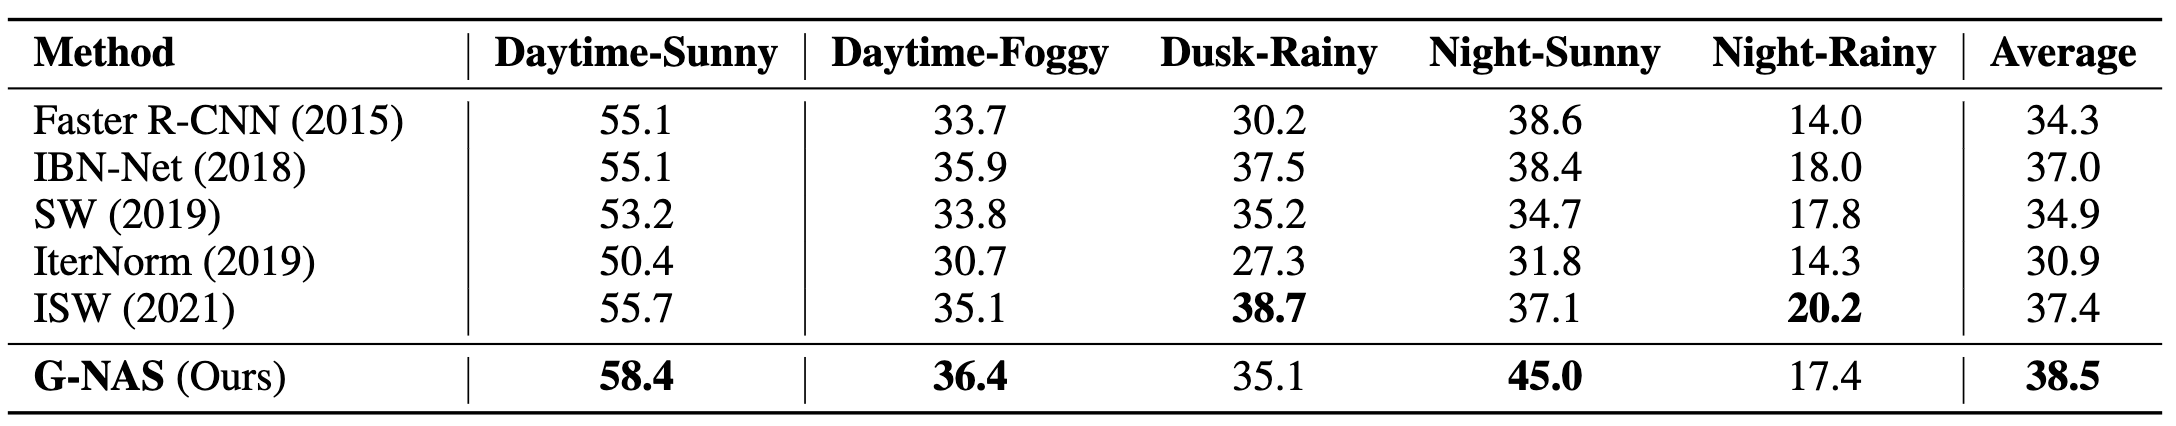 Method Daytime-Sunny Daytime-Foggy Dusk-Rainy Night-Sunny Night-Rainy Average
Faster R-CNN (2015) 55.1 33.7 30.2 38.6 14.0 34.3
IBN-Net (2018) 55.1 35.9 37.5 38.4 18.0 37.0
SW (2019) 53.2 33.8 35.2 34.7 17.8 34.9
IterNorm (2019) 50.4 30.7 27.3 31.8 14.3 30.9
ISW (2021) 55.7 35.1 38.7 37.1 20.2 37.4
G-NAS (Ours) 58.4 36.4 35.1 45.0 17.4 38.5